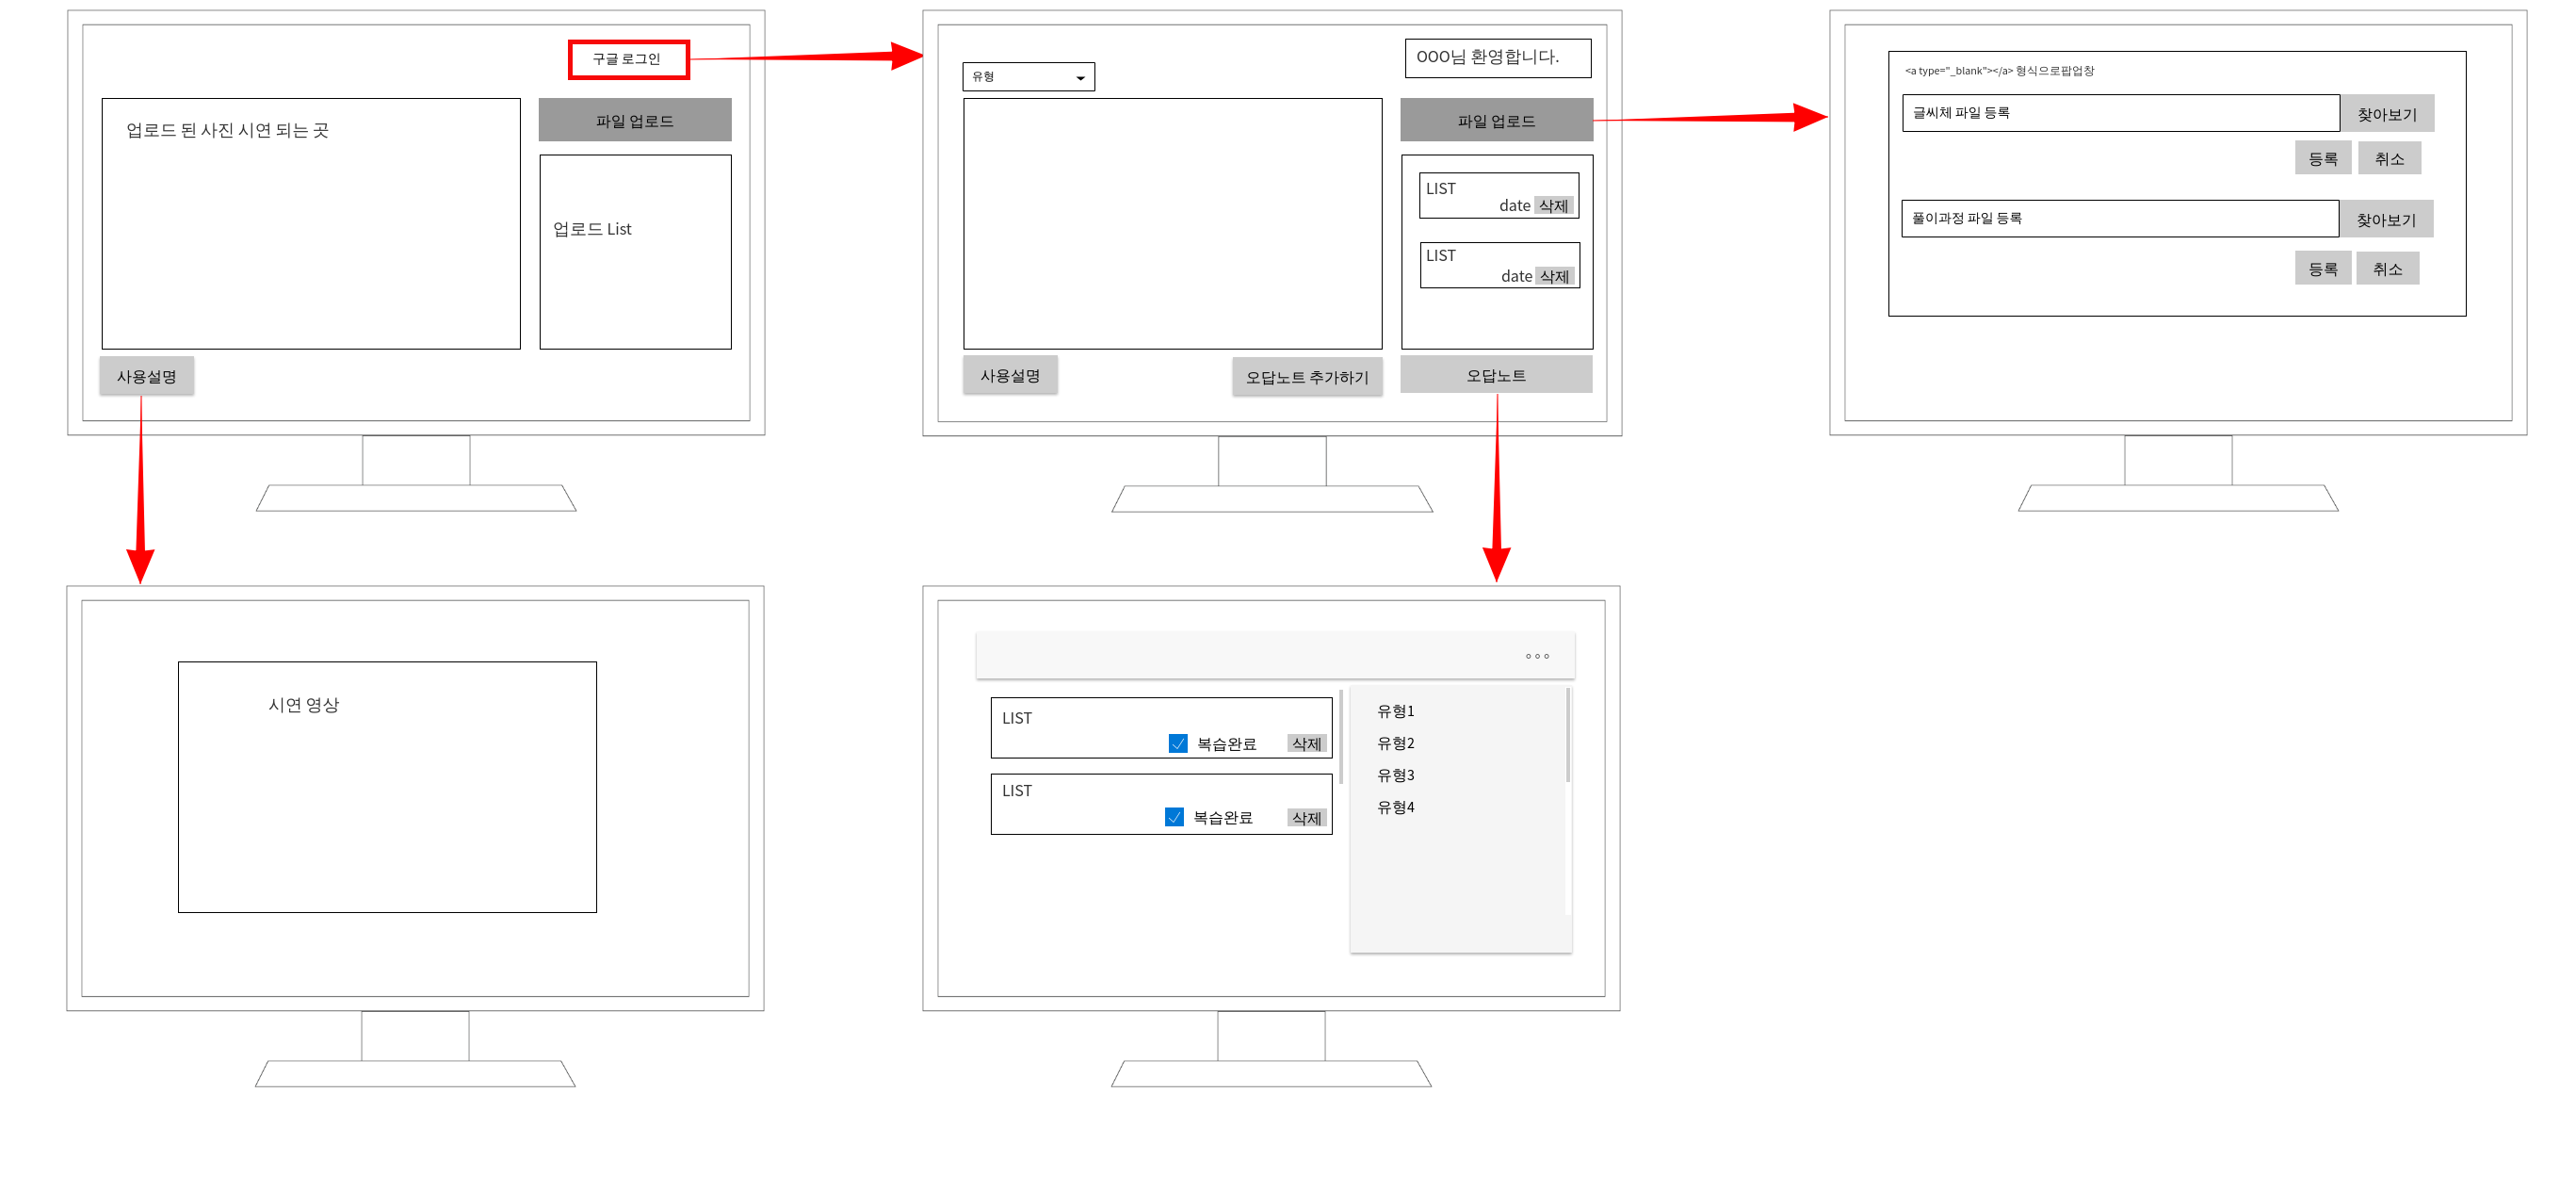 구글 로그인
업로드 된 사진 시연 되는 곳
파일 업로드
업로드 List
사용설명
OOO님 환영합니다.
유형
파일 업로드
LIST
date 삭제
LIST
date 삭제
사용설명
오답노트 추가하기
오답노트
<a type="_blank"></a> 형식으로팝업창
글씨체 파일 등록
찾아보기
등록
취소
풀이과정 파일 등록
찾아보기
등록
취소
시연 영상
LIST
복습완료
삭제
LIST
복습완료
삭제
유형1
유형2
유형3
유형4